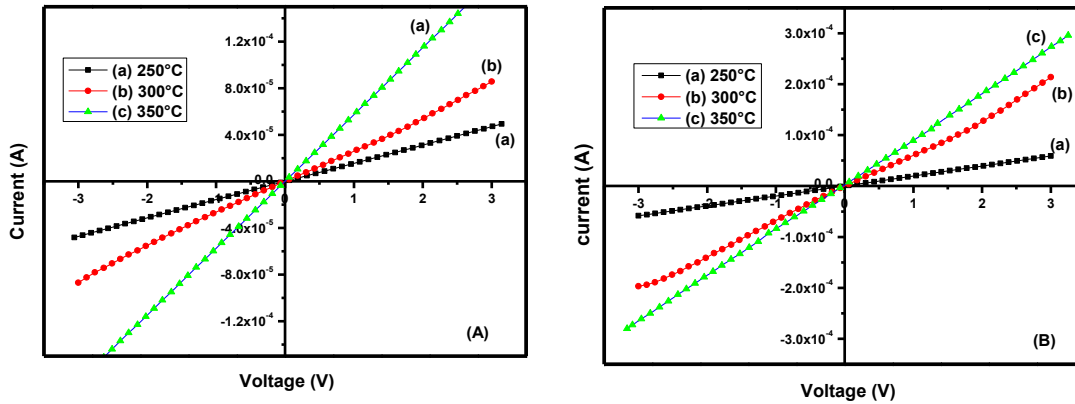 (a)
1.2x10⁻⁴
(a) 250°C
(b) 300°C
(c) 350°C
8.0x10⁻⁵
(b)
4.0x10⁻⁵
(a)
0.0
-3 -2 -1 0 1 2 3
-4.0x10⁻⁵
-8.0x10⁻⁵
-1.2x10⁻⁴
(A)
Current (A)
Voltage (V)
3.0x10⁻⁴
(c)
(a) 250°C
(b) 300°C
(c) 350°C
2.0x10⁻⁴
(b)
1.0x10⁻⁴
(a)
0.0
-3 -2 -1 0 1 2 3
-1.0x10⁻⁴
-2.0x10⁻⁴
-3.0x10⁻⁴
(B)
current (A)
Voltage (V)